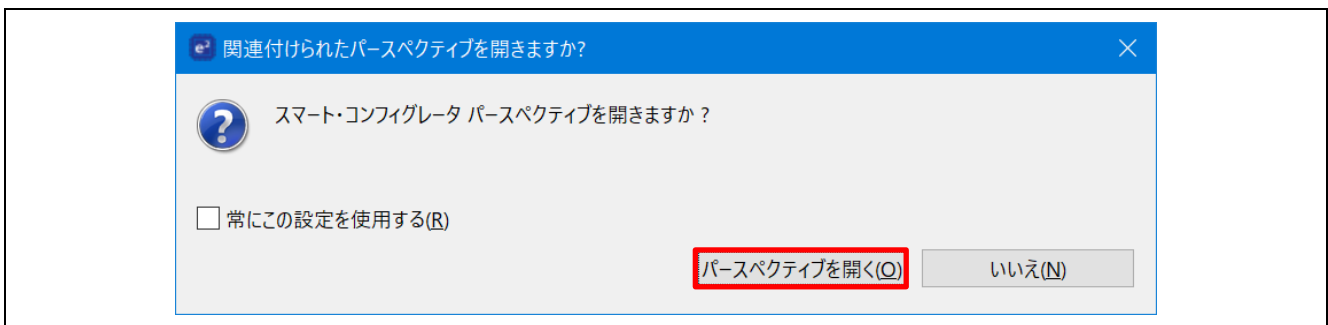 e² 関連付けられたパースペクティブを開きますか?
スマート・コンフィグレータ パースペクティブを開きますか ?
常にこの設定を使用する(R)
パースペクティブを開く(O) いいえ(N)